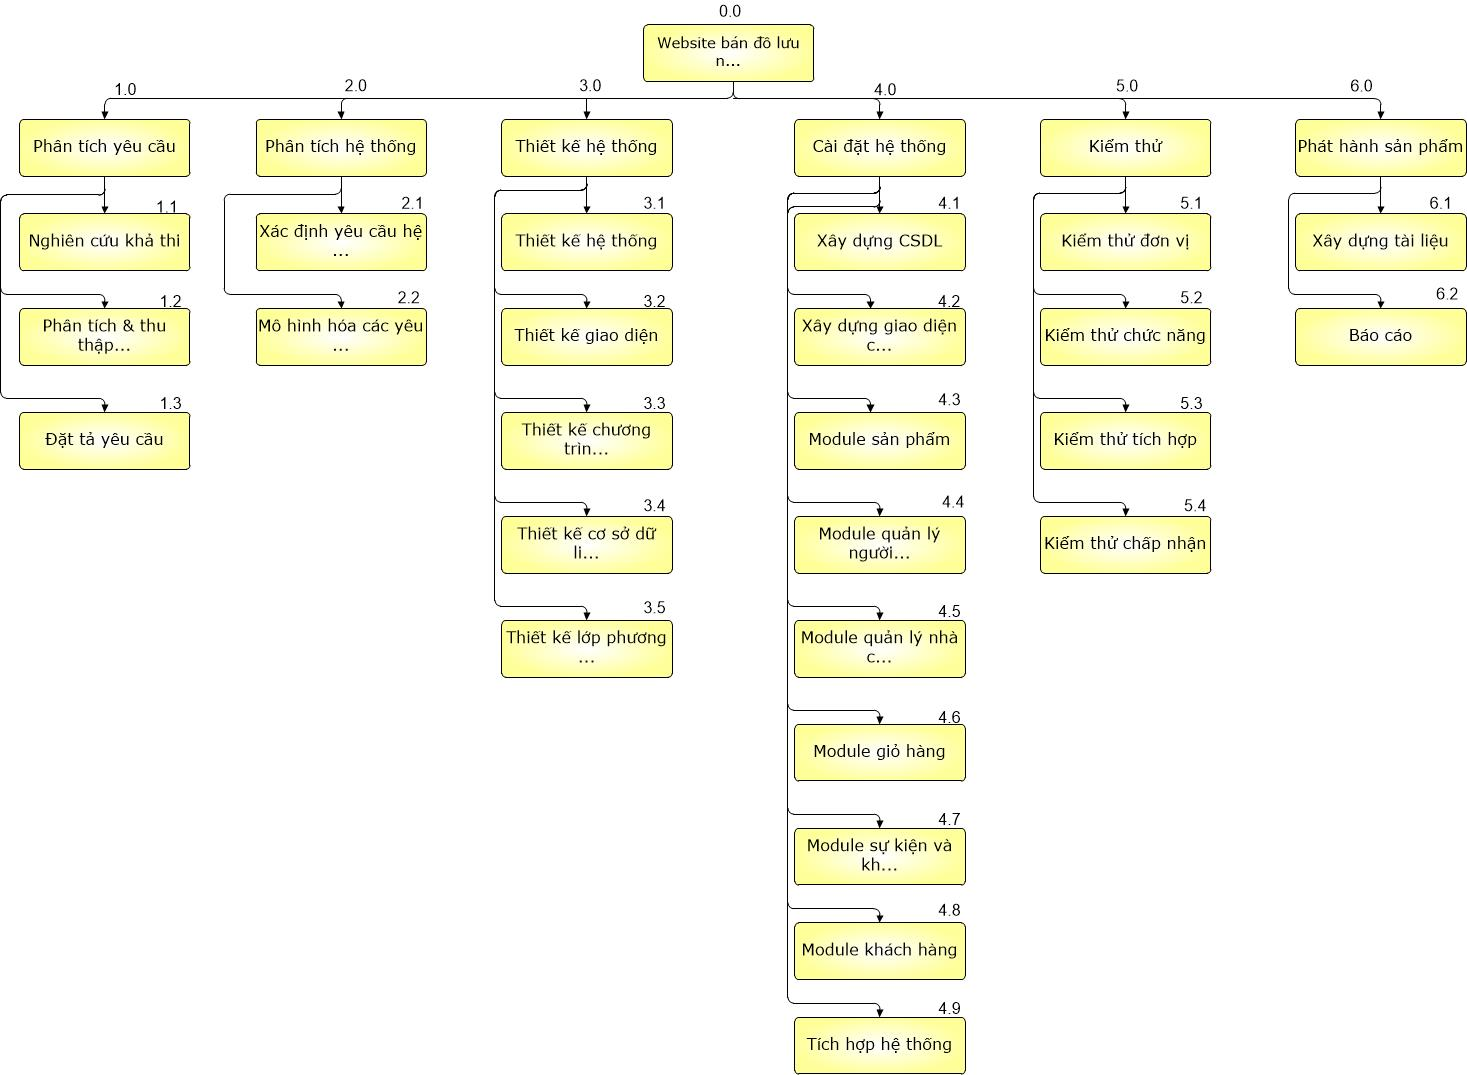 0.0
Website bán đồ lưu
n...
1.0
2.0
3.0
4.0
5.0
6.0
Phân tích yêu cầu
Phân tích hệ thống
Thiết kế hệ thống
Cài đặt hệ thống
Kiểm thử
Phát hành sản phẩm
1.1
Nghiên cứu khả thi
1.2
Phân tích & thu
thập...
1.3
Đặt tả yêu cầu
2.1
Xác định yêu cầu hệ
...
2.2
Mô hình hóa các yêu
...
3.1
Thiết kế hệ thống
3.2
Thiết kế giao diện
3.3
Thiết kế chương
trìn...
3.4
Thiết kế cơ sở dữ
li...
3.5
Thiết kế lớp phương
...
4.1
Xây dựng CSDL
4.2
Xây dựng giao diện
c...
4.3
Module sản phẩm
4.4
Module quản lý
người...
4.5
Module quản lý nhà
c...
4.6
Module giỏ hàng
4.7
Module sự kiện và
kh...
4.8
Module khách hàng
4.9
Tích hợp hệ thống
5.1
Kiểm thử đơn vị
5.2
Kiểm thử chức năng
5.3
Kiểm thử tích hợp
5.4
Kiểm thử chấp nhận
6.1
Xây dựng tài liệu
6.2
Báo cáo